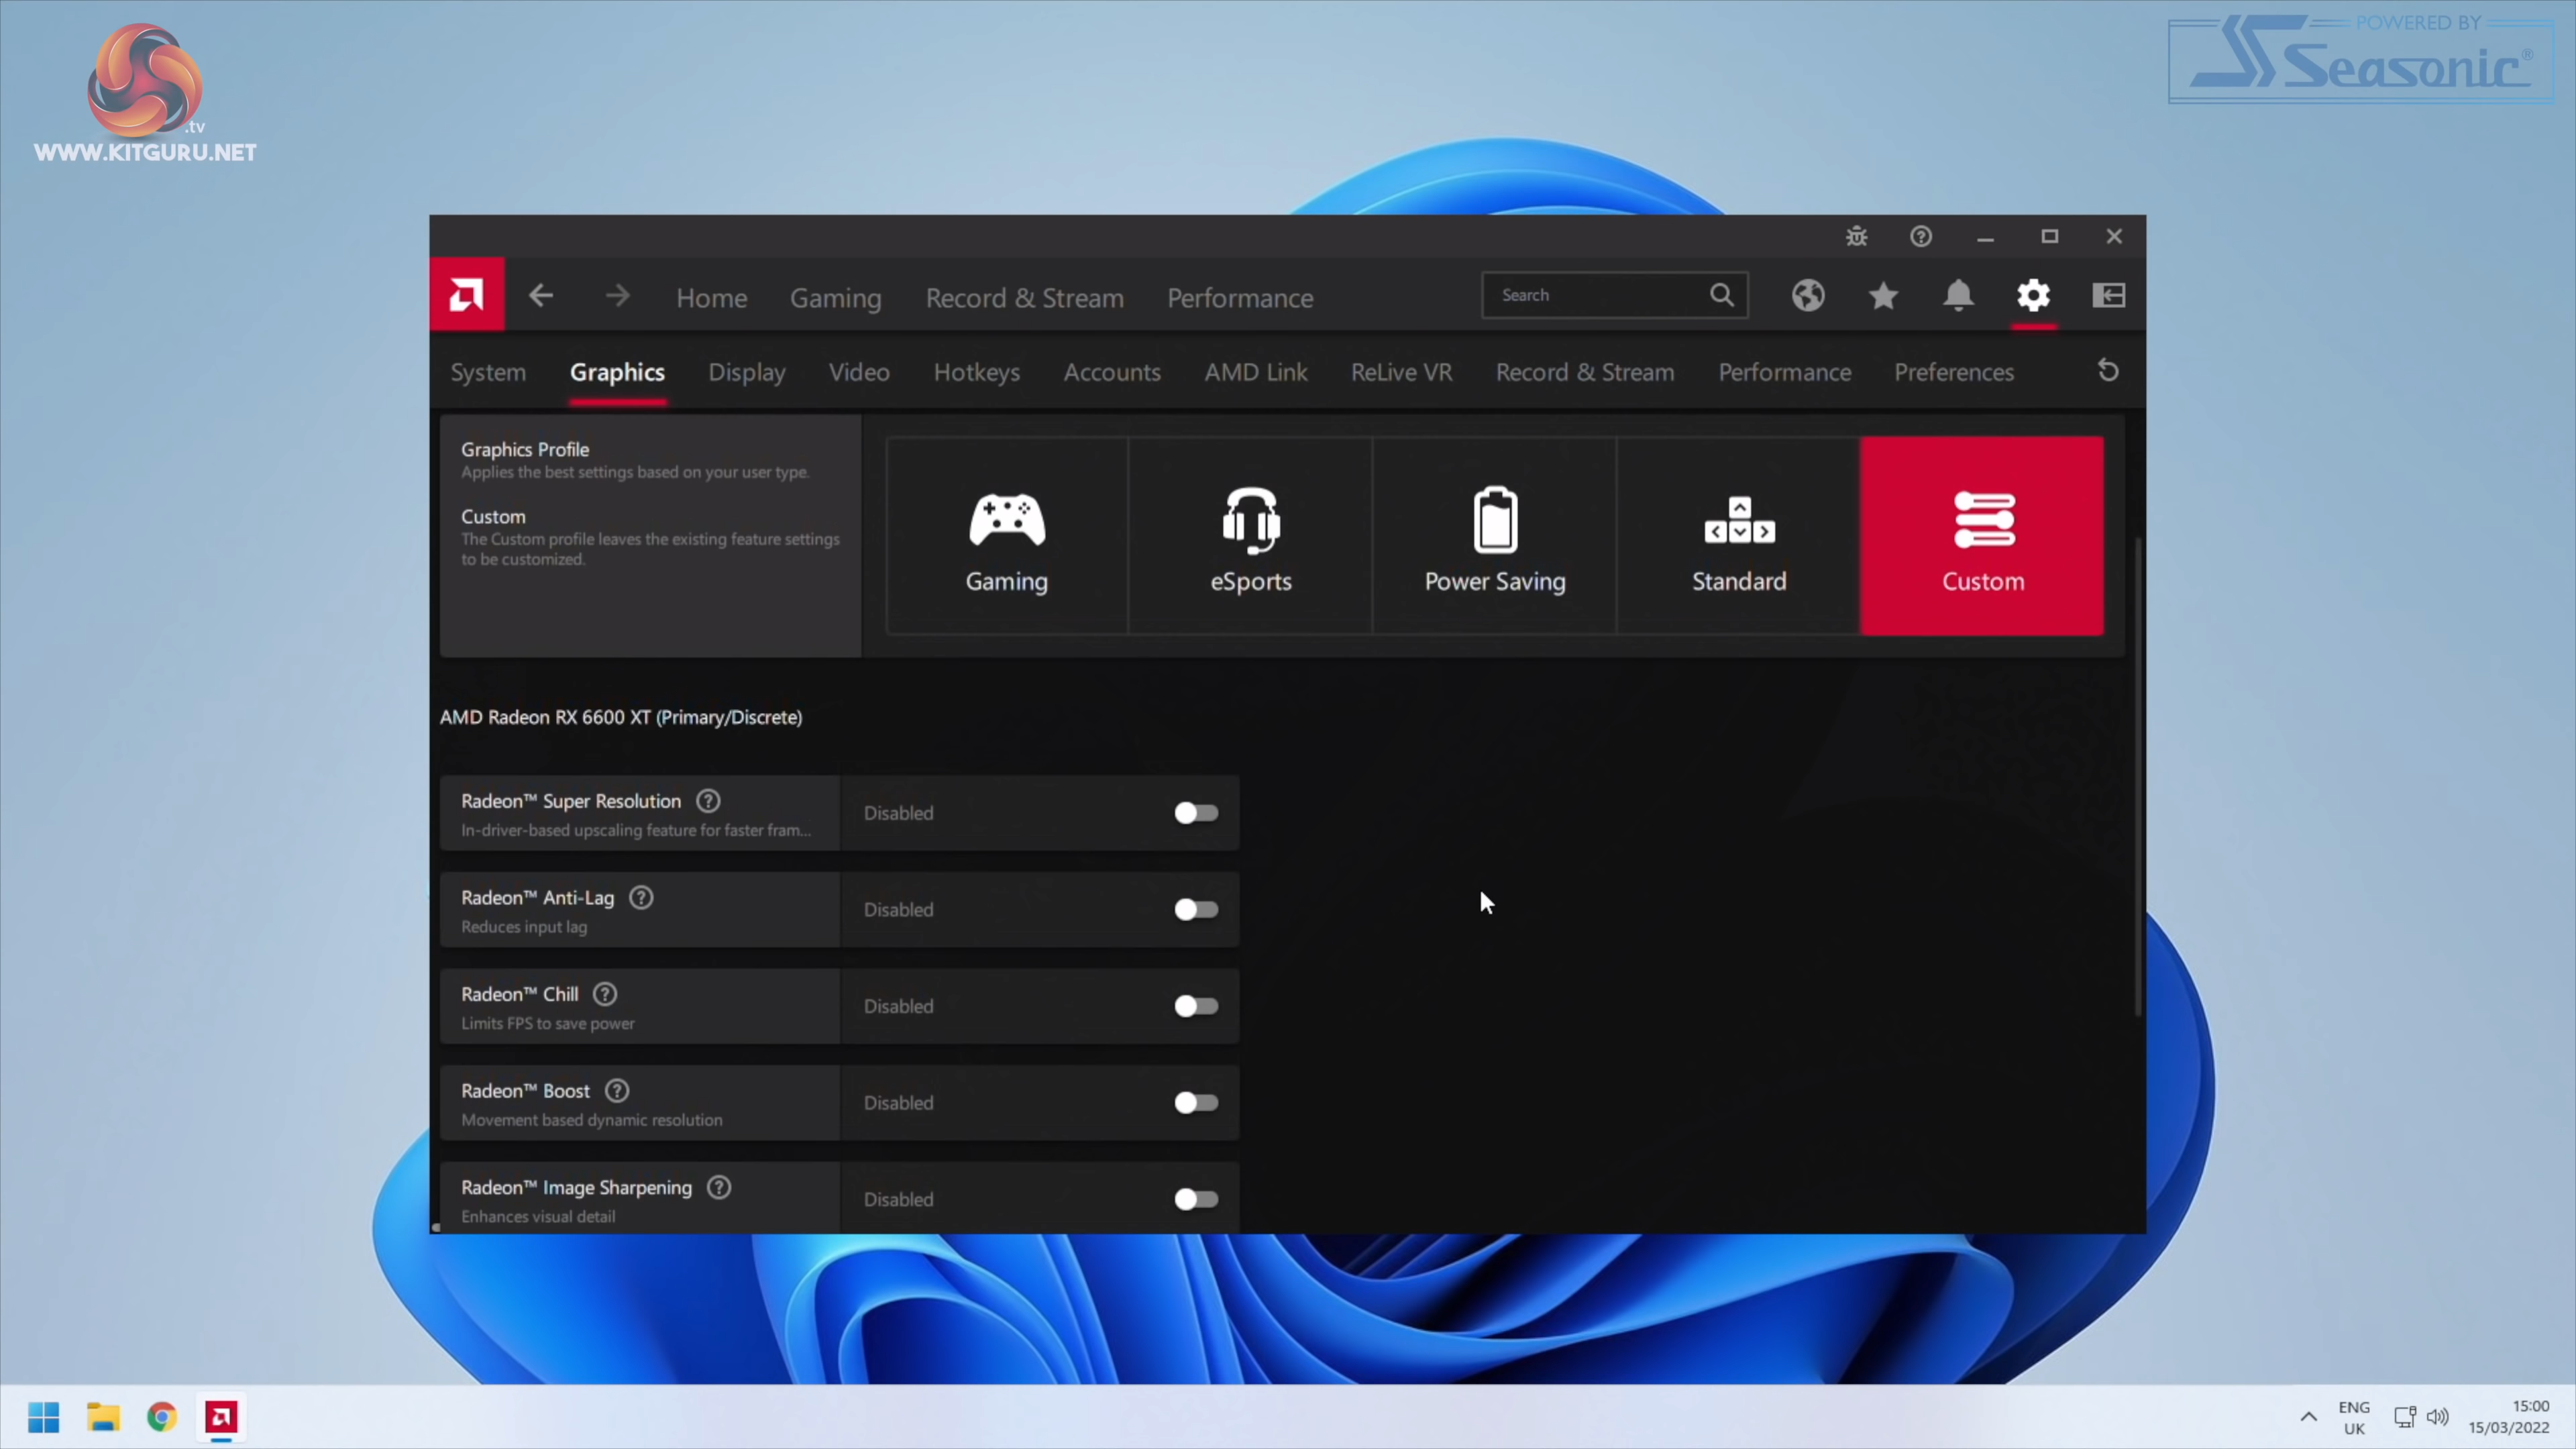 .tv
WWW.KITGURU.NET
POWERED BY
Seasonic®
Home Gaming Record & Stream Performance Search
System Graphics Display Video Hotkeys Accounts AMD Link ReLive VR Record & Stream Performance Preferences
Graphics Profile
Applies the best settings based on your user type.
Custom
The Custom profile leaves the existing feature settings
to be customized.
Gaming eSports Power Saving Standard Custom
AMD Radeon RX 6600 XT (Primary/Discrete)
Radeon™ Super Resolution
In-driver-based upscaling feature for faster fram...
Disabled
Radeon™ Anti-Lag
Reduces input lag
Disabled
Radeon™ Chill
Limits FPS to save power
Disabled
Radeon™ Boost
Movement based dynamic resolution
Disabled
Radeon™ Image Sharpening
Enhances visual detail
Disabled
ENG
UK
15:00
15/03/2022